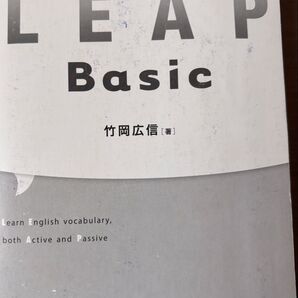 LEAP
Basic
竹岡広信[著]
Learn English vocabulary,
both Active and Passive